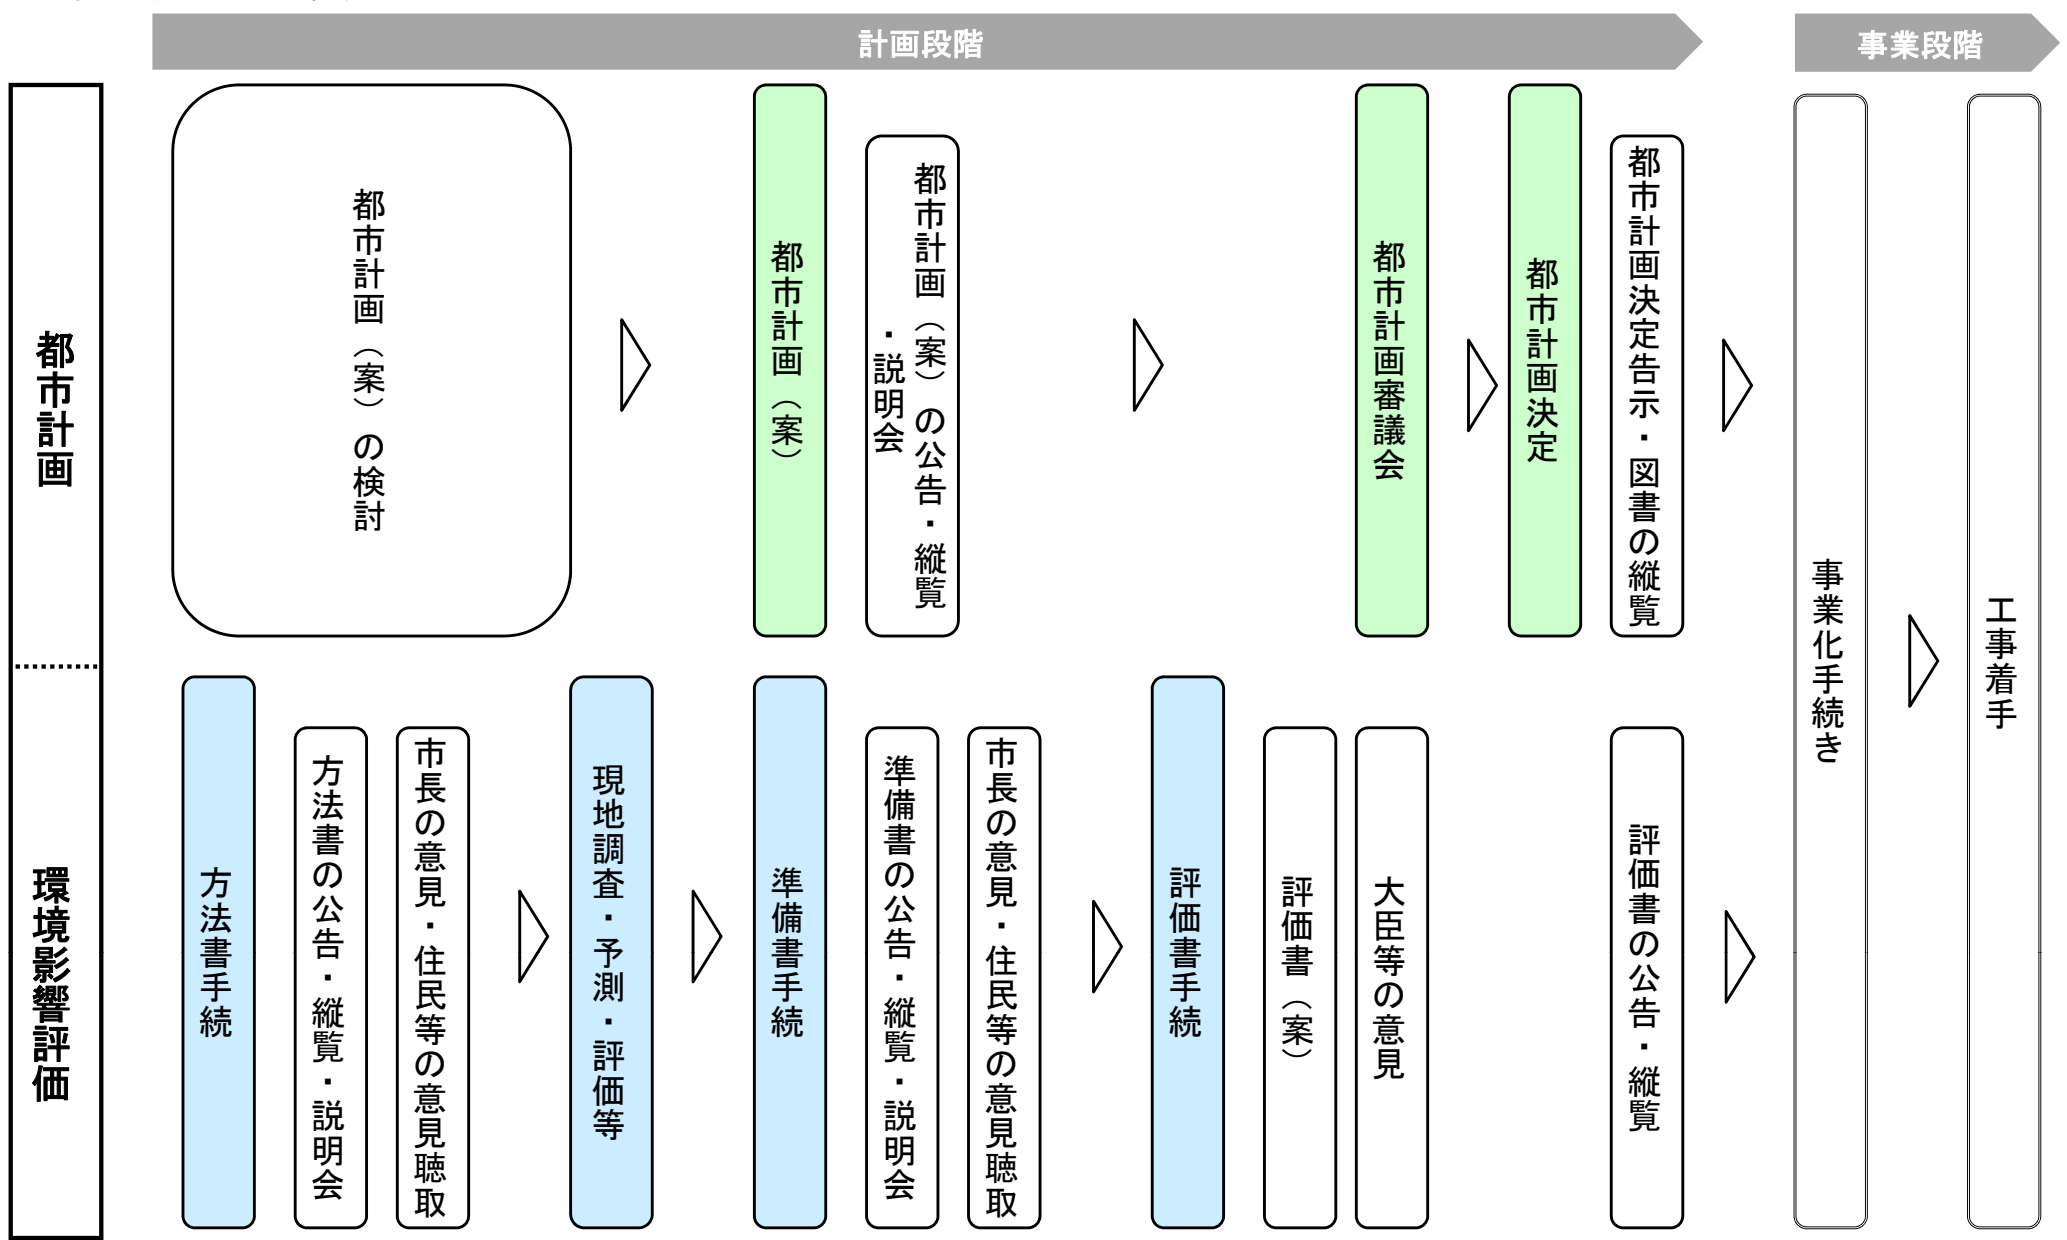 計画段階
事業段階
都市計画
都市計画（案）の検討
都市計画（案）
都市計画（案）の公告・縦覧
・説明会
都市計画審議会
都市計画決定
都市計画決定告示・図書の縦覧
環境影響評価
方法書手続
方法書の公告・縦覧・説明会
市長の意見・住民等の意見聴取
現地調査・予測・評価等
準備書手続
準備書の公告・縦覧・説明会
市長の意見・住民等の意見聴取
評価書手続
評価書（案）
大臣等の意見
評価書の公告・縦覧
事業化手続き
工事着手